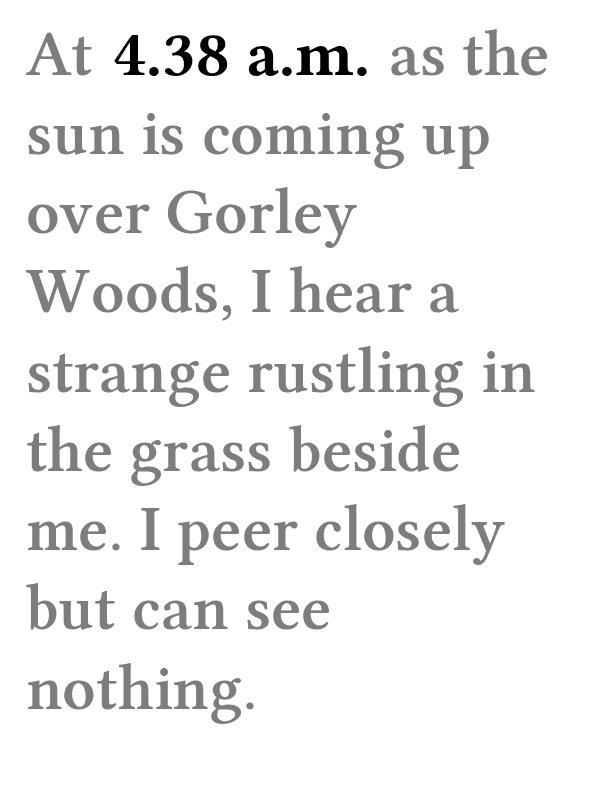 At 4.38 a.m. as the
sun is coming up
over Gorley
Woods, I hear a
strange rustling in
the grass beside
me. I peer closely
but can see
nothing.